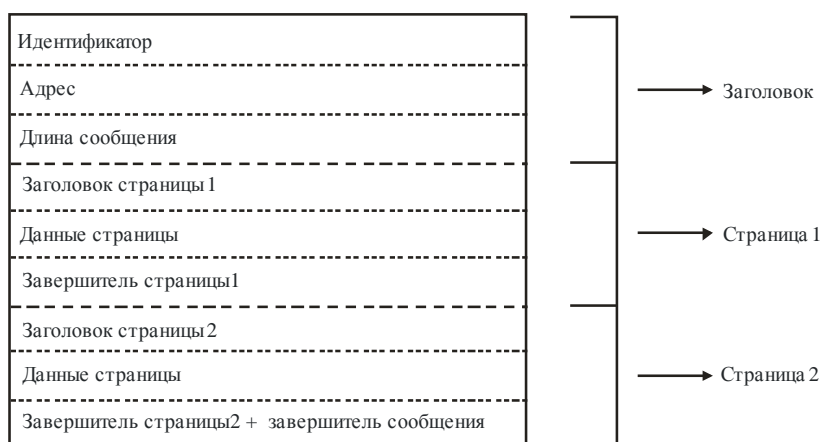 Идентификатор
Адрес
Заголовок
Длина сообщения
Заголовок страницы 1
Данные страницы
Страница 1
Завершитель страницы1
Заголовок страницы 2
Данные страницы
Страница 2
Завершитель страницы2 + завершитель сообщения